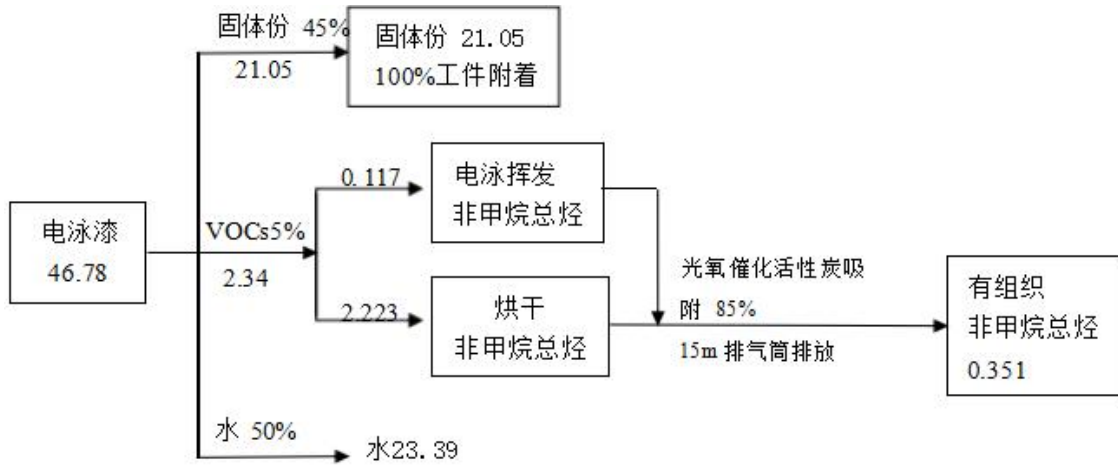 固体份 45%
21.05
固体份 21.05
100%工件附着
电泳漆
46.78
VOCs5%
2.34
0.117
电泳挥发
非甲烷总烃
2.223
烘干
非甲烷总烃
光氧催化活性炭吸
附 85%
15m 排气筒排放
有组织
非甲烷总烃
0.351
水 50%
水23.39